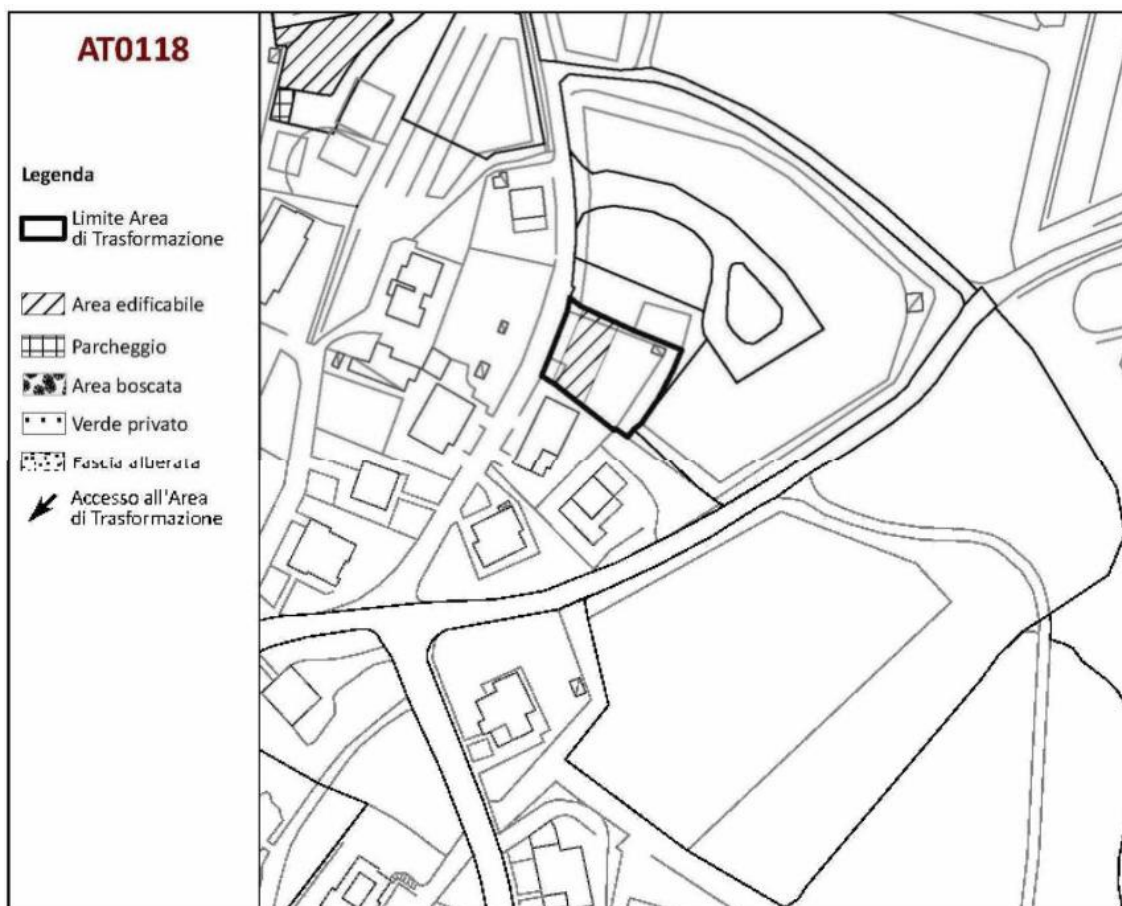 AT0118
Legenda
Limite Area
di Trasformazione
Area edificabile
Parcheggio
Area boscata
Verde privato
Fascia alberata
Accesso all'Area
di Trasformazione